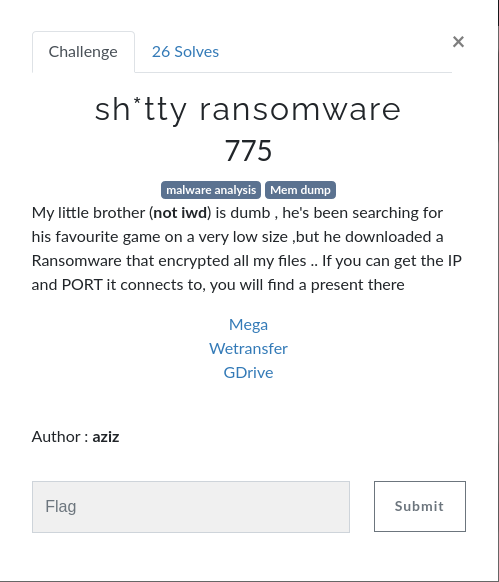 Challenge
26 Solves
×
sh*tty ransomware
775
malware analysis Mem dump
My little brother (not iwd) is dumb , he's been searching for
his favourite game on a very low size ,but he downloaded a
Ransomware that encrypted all my files .. If you can get the IP
and PORT it connects to, you will find a present there
Mega
Wetransfer
GDrive
Author : aziz
Flag
Submit